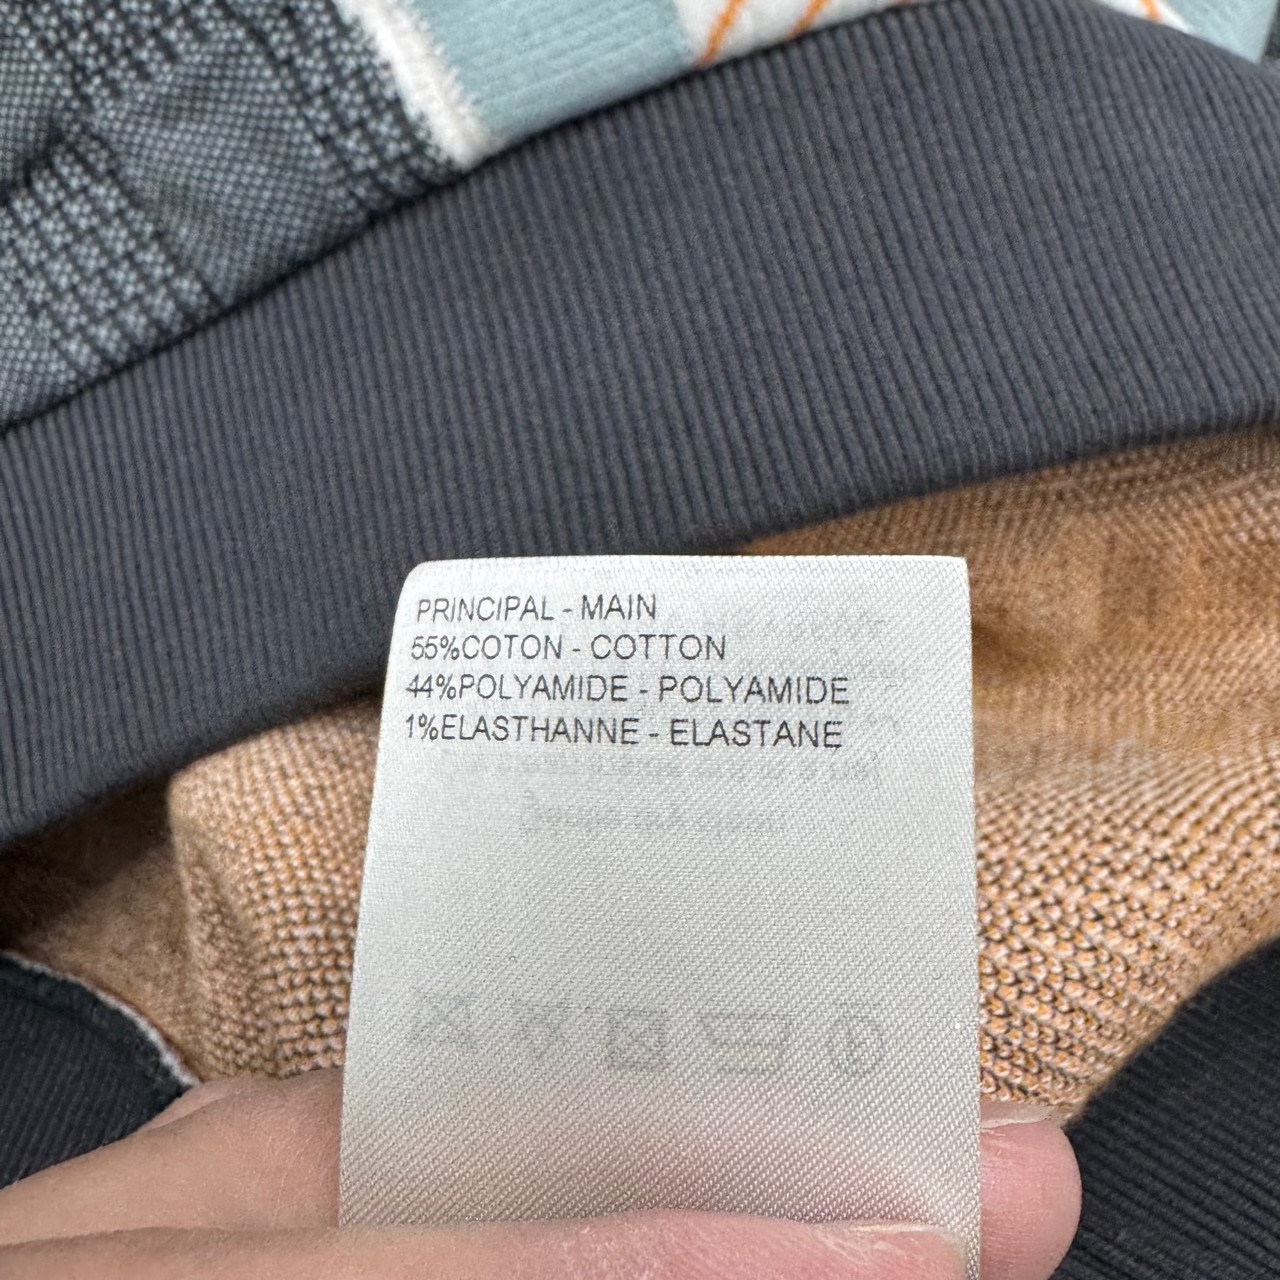 PRINCIPAL - MAIN
55%COTON - COTTON
44%POLYAMIDE - POLYAMIDE
1%ELASTHANNE - ELASTANE